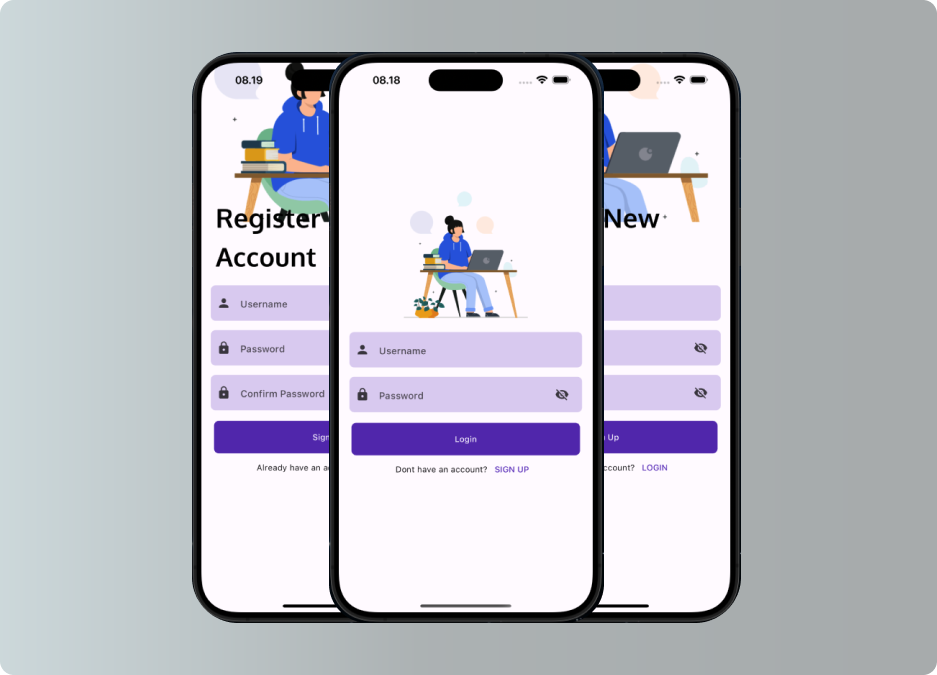 08.19
Register
Account
Username
Password
Confirm Password
Sign
Already have an a
08.18
Username
Password
Login
Dont have an account? SIGN UP
New
Up
ccount? LOGIN